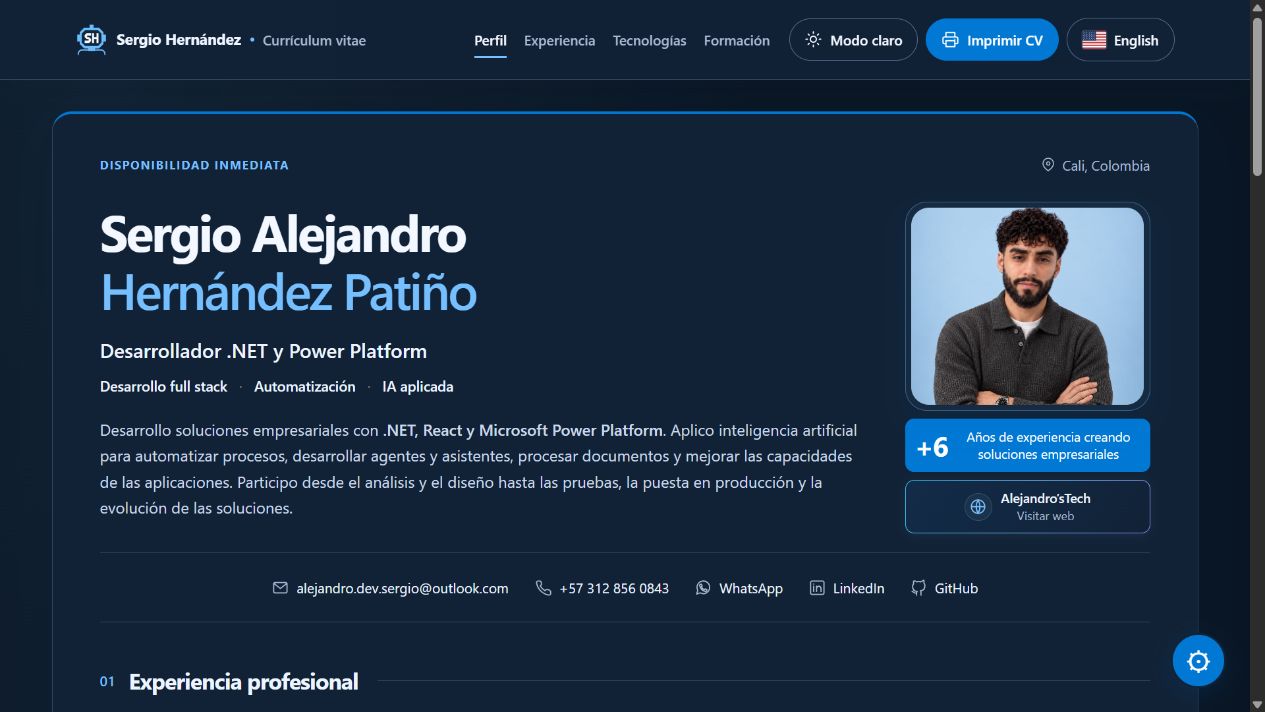 SH Sergio Hernández • Currículum vitae
Perfil
Experiencia
Tecnologías
Formación
Modo claro
Imprimir CV
English
DISPONIBILIDAD INMEDIATA
Cali, Colombia
Sergio Alejandro
Hernández Patiño
Desarrollador .NET y Power Platform
Desarrollo full stack · Automatización · IA aplicada
Desarrollo soluciones empresariales con .NET, React y Microsoft Power Platform. Aplico inteligencia artificial
para automatizar procesos, desarrollar agentes y asistentes, procesar documentos y mejorar las capacidades
de las aplicaciones. Participo desde el análisis y el diseño hasta las pruebas, la puesta en producción y la
evolución de las soluciones.
+6 Años de experiencia creando
soluciones empresariales
Alejandro'sTech
Visitar web
alejandro.dev.sergio@outlook.com
+57 312 856 0843
WhatsApp
LinkedIn
GitHub
01 Experiencia profesional